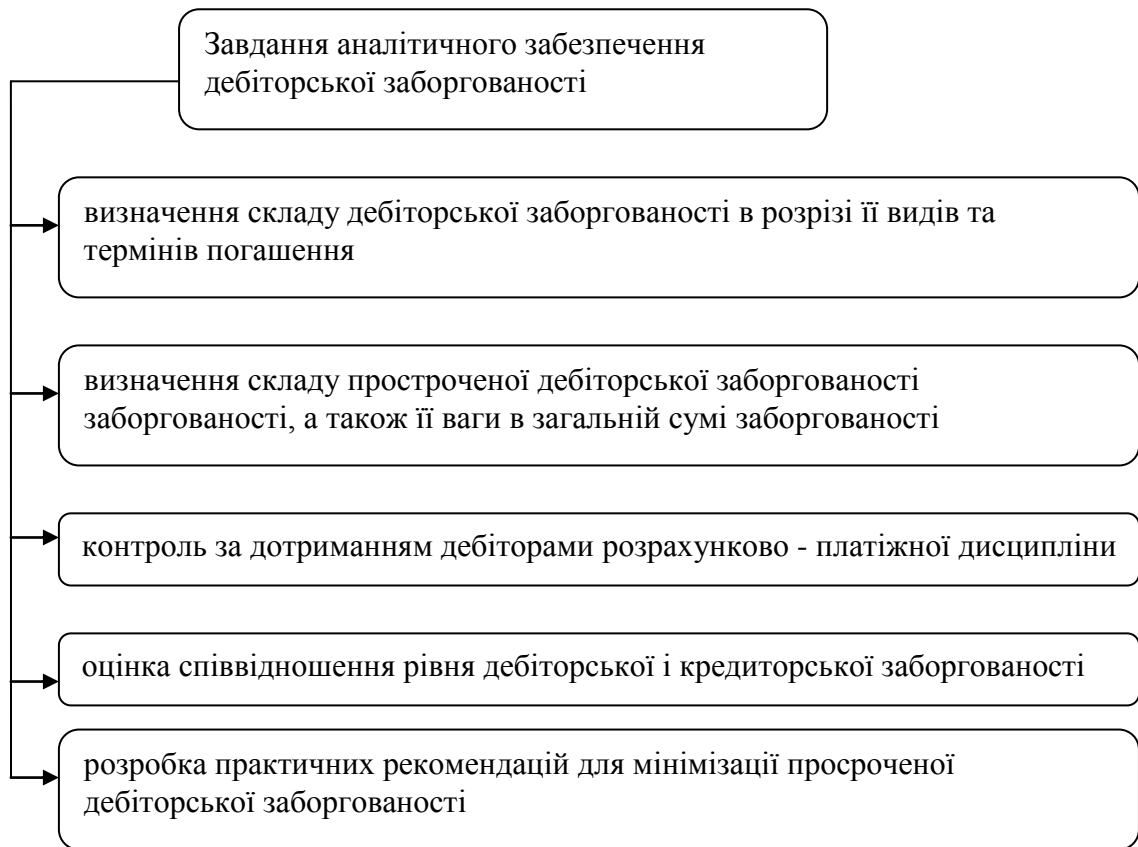 Завдання аналітичного забезпечення
дебіторської заборгованості
визначення складу дебіторської заборгованості в розрізі її видів та
термінів погашення
визначення складу простроченої дебіторської заборгованості
заборгованості, а також її ваги в загальній сумі заборгованості
контроль за дотриманням дебіторами розрахунково - платіжної дисципліни
оцінка співвідношення рівня дебіторської і кредиторської заборгованості
розробка практичних рекомендацій для мінімізації просроченої
дебіторської заборгованості